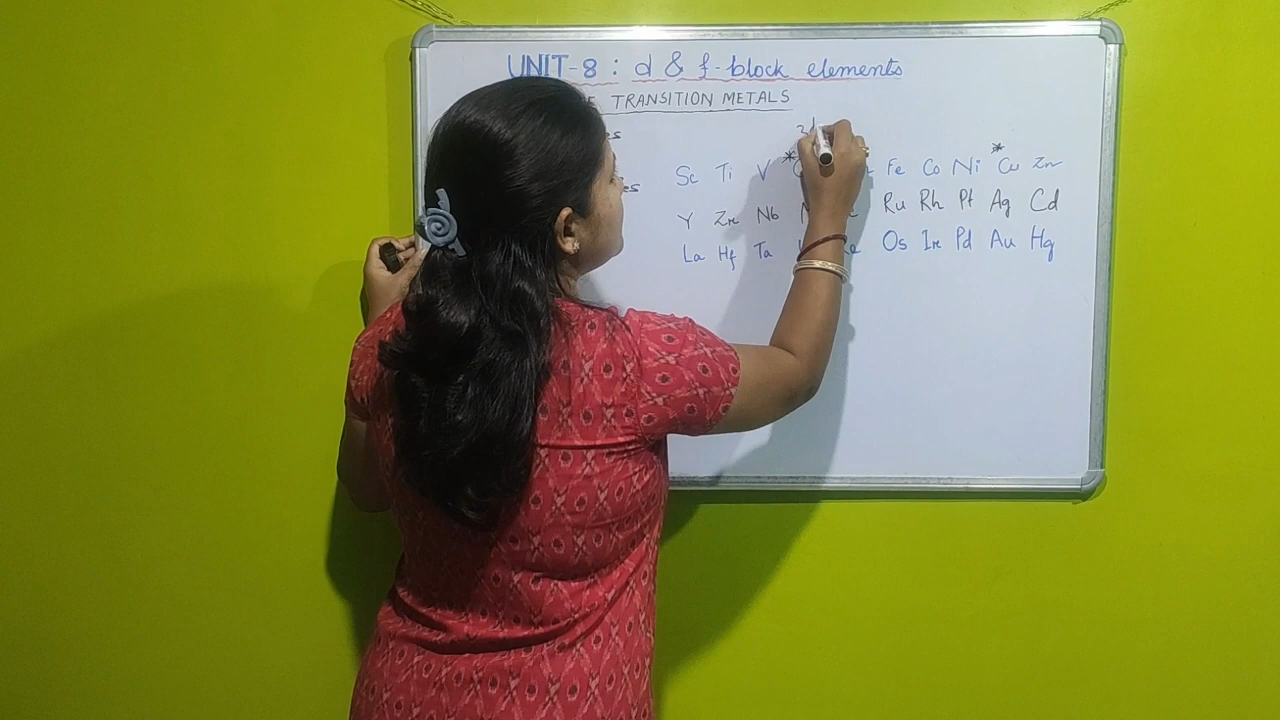 UNIT-8 : d & f-block elements
TRANSITION METALS
3d
* *
Sc Ti V Fe Co Ni Cu Zn
Y Zr Nb Ru Rh Pt Ag Cd
La Hf Ta Os Ir Pd Au Hg